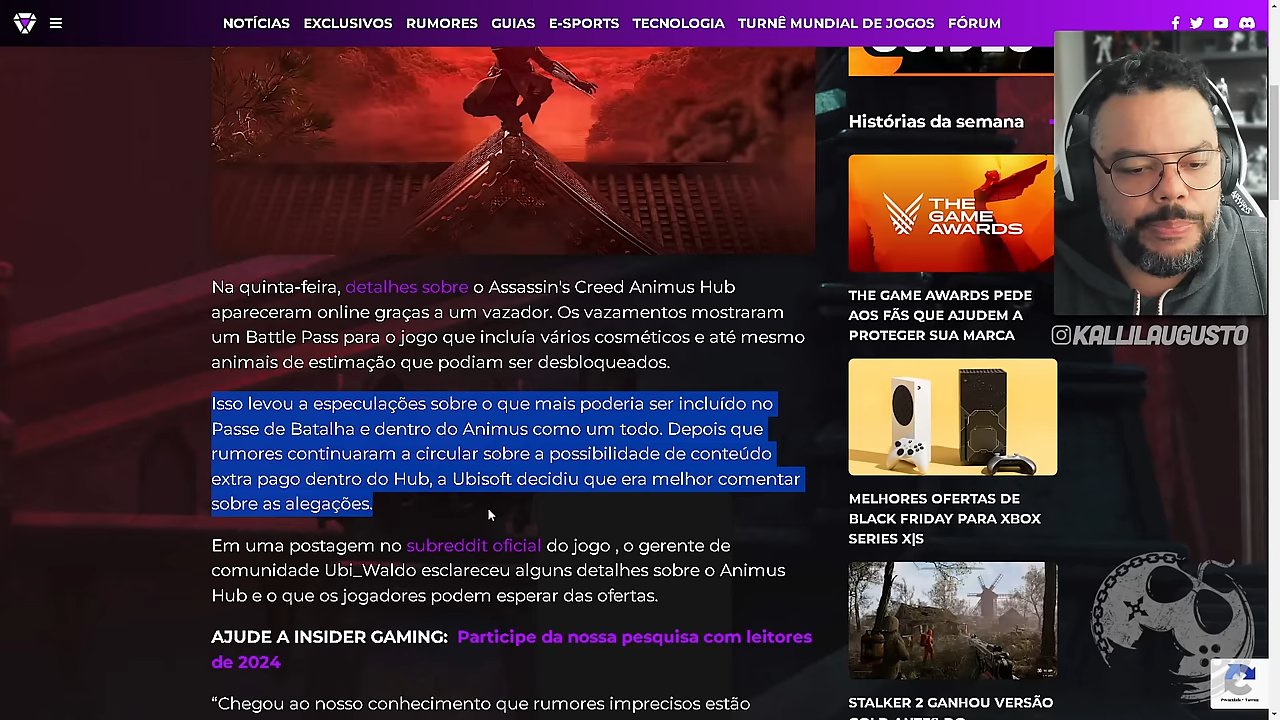 NOTÍCIAS EXCLUSIVOS RUMORES GUIAS E-SPORTS TECNOLOGIA TURNÊ MUNDIAL DE JOGOS FÓRUM
Na quinta-feira, detalhes sobre o Assassin's Creed Animus Hub
apareceram online graças a um vazador. Os vazamentos mostraram
um Battle Pass para o jogo que incluía vários cosméticos e até mesmo
animais de estimação que podiam ser desbloqueados.
Isso levou a especulações sobre o que mais poderia ser incluído no
Passe de Batalha e dentro do Animus como um todo. Depois que
rumores continuaram a circular sobre a possibilidade de conteúdo
extra pago dentro do Hub, a Ubisoft decidiu que era melhor comentar
sobre as alegações.
Em uma postagem no subreddit oficial do jogo , o gerente de
comunidade Ubi_Waldo esclareceu alguns detalhes sobre o Animus
Hub e o que os jogadores podem esperar das ofertas.
AJUDE A INSIDER GAMING: Participe da nossa pesquisa com leitores
de 2024
“Chegou ao nosso conhecimento que rumores imprecisos estão
Histórias da semana
THE
GAME
AWARDS
THE GAME AWARDS PEDE
AOS FÃS QUE AJUDEM A
PROTEGER SUA MARCA
MELHORES OFERTAS DE
BLACK FRIDAY PARA XBOX
SERIES X|S
STALKER 2 GANHOU VERSÃO
KALLILAUGUSTO